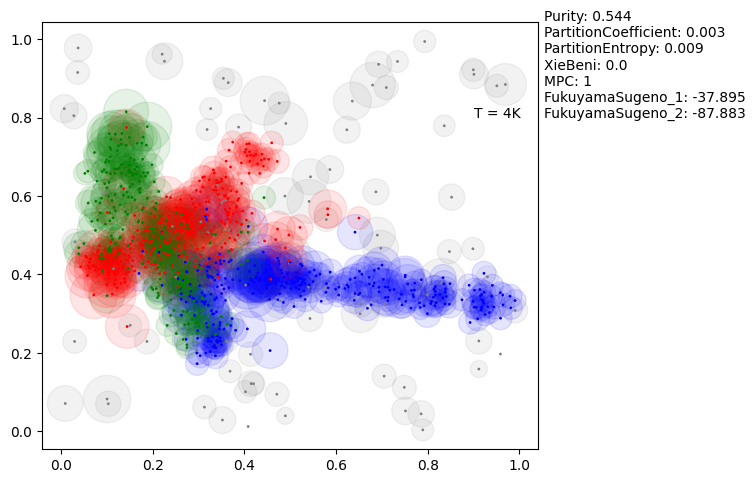 Purity: 0.544
PartitionCoefficient: 0.003
PartitionEntropy: 0.009
XieBeni: 0.0
MPC: 1
FukuyamaSugeno_1: -37.895
FukuyamaSugeno_2: -87.883
T = 4K
1.0
0.8
0.6
0.4
0.2
0.0
0.0 0.2 0.4 0.6 0.8 1.0